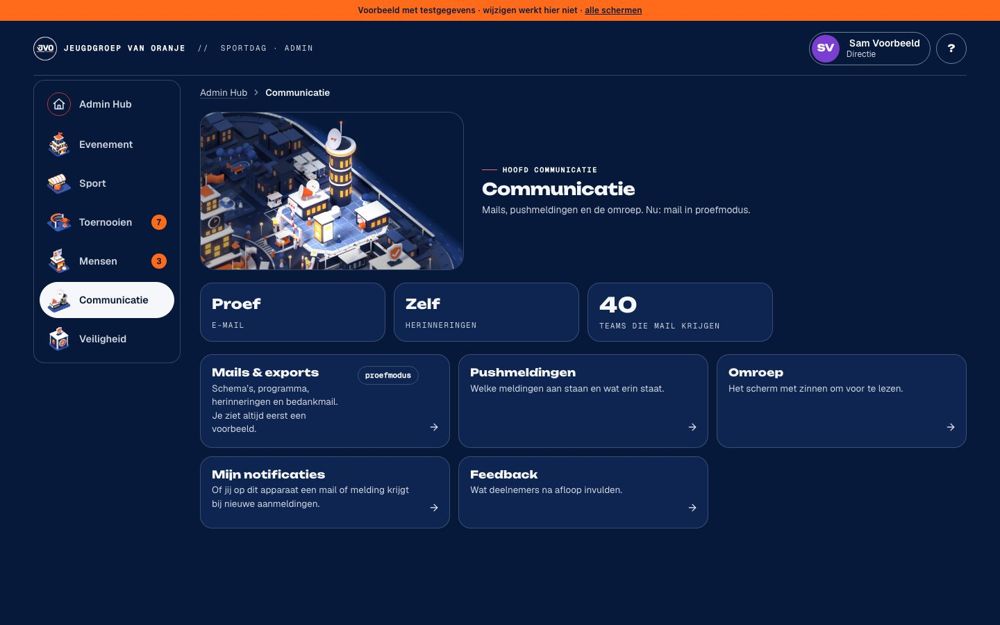 Voorbeeld met testgegevens · wijzigen werkt hier niet · alle schermen
JVO JEUGDGROEP VAN ORANJE // SPORTDAG · ADMIN
SV Sam Voorbeeld
Directie
?
Admin Hub
Evenement
Sport
Toernooien 7
Mensen 3
Communicatie
Veiligheid
Admin Hub > Communicatie
HOOFD COMMUNICATIE
Communicatie
Mails, pushmeldingen en de omroep. Nu: mail in proefmodus.
Proef
E-MAIL
Zelf
HERINNERINGEN
40
TEAMS DIE MAIL KRIJGEN
Mails & exports
proefmodus
Schema's, programma,
herinneringen en bedankmail.
Je ziet altijd eerst een
voorbeeld.
→
Pushmeldingen
Welke meldingen aan staan en wat erin staat.
→
Omroep
Het scherm met zinnen om voor te lezen.
→
Mijn notificaties
Of jij op dit apparaat een mail of melding krijgt
bij nieuwe aanmeldingen.
→
Feedback
Wat deelnemers na afloop invulden.
→